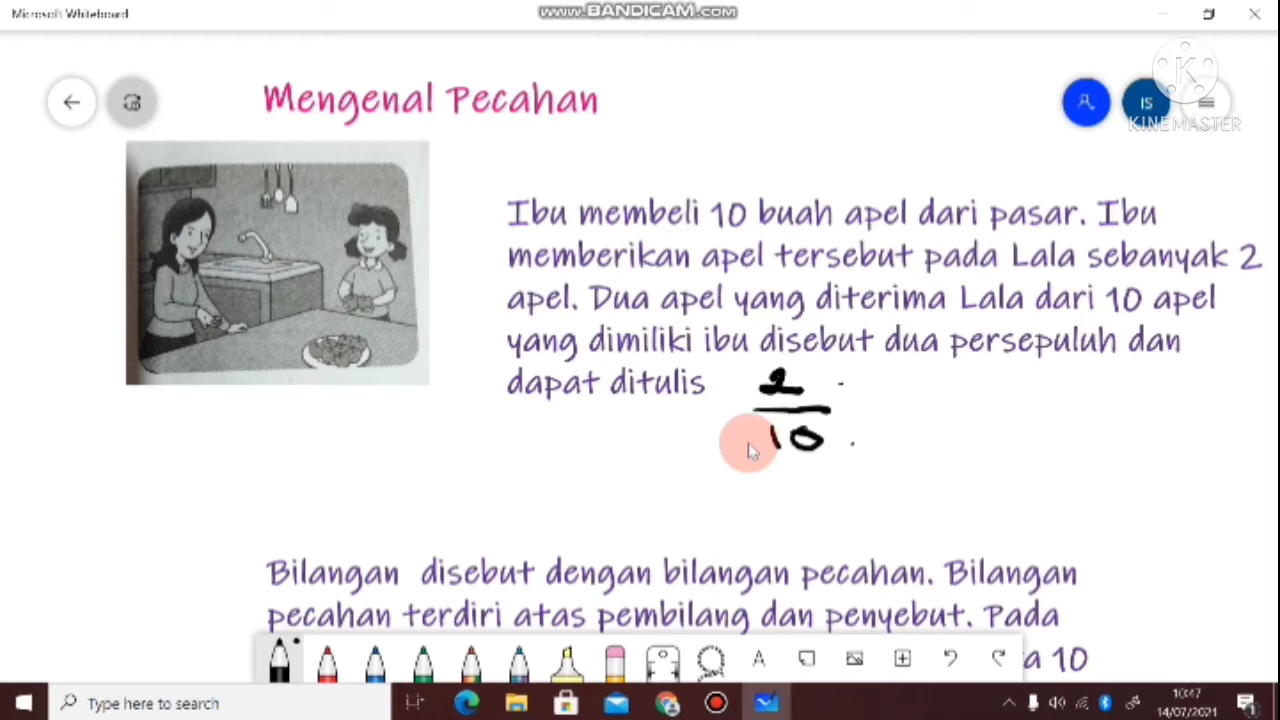 Microsoft Whiteboard
www.BANDICAM.com
Mengenal Pecahan
IS
K
KINEMASTER
Ibu membeli 10 buah apel dari pasar. Ibu
memberikan apel tersebut pada Lala sebanyak 2
apel. Dua apel yang diterima Lala dari 10 apel
yang dimiliki ibu disebut dua persepuluh dan
dapat ditulis
2
10
Bilangan disebut dengan bilangan pecahan. Bilangan
pecahan terdiri atas pembilang dan penyebut. Pada
a 10
A
Type here to search
10:47
14/07/2021